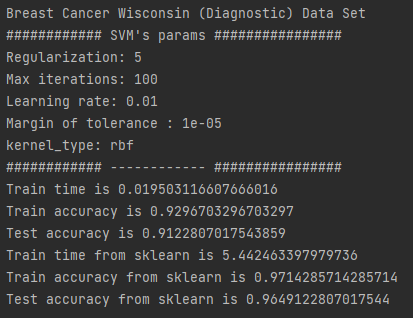 Breast Cancer Wisconsin (Diagnostic) Data Set
############ SVM's params ################
Regularization: 5
Max iterations: 100
Learning rate: 0.01
Margin of tolerance : 1e-05
kernel_type: rbf
############ ------------ ################
Train time is 0.019503116607666016
Train accuracy is 0.9296703296703297
Test accuracy is 0.9122807017543859
Train time from sklearn is 5.442463397979736
Train accuracy from sklearn is 0.9714285714285714
Test accuracy from sklearn is 0.9649122807017544